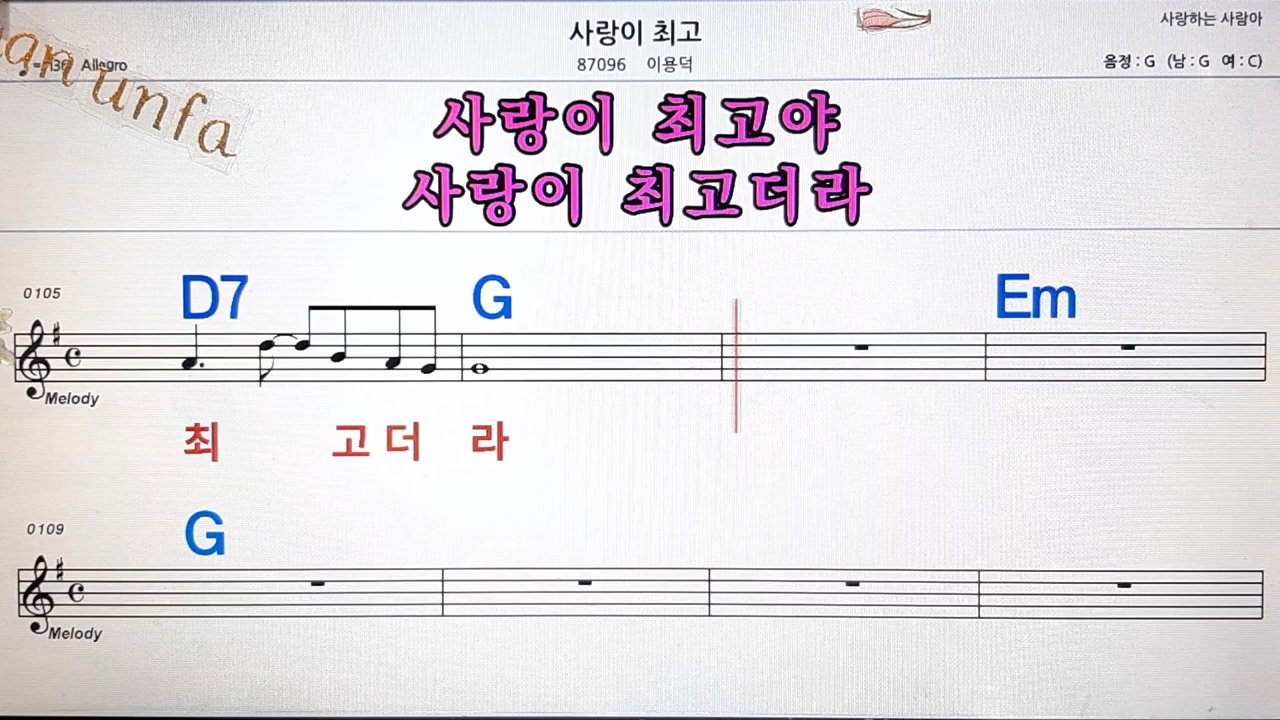 사랑이 최고
사랑하는 사람아
87096 이용덕
Allegro
음정 : G (남 : G 여 : C)
unfa
사랑이 최고야
사랑이 최고더라
0105
D7 G Em
Melody
최 고 더 라
0109
G
Melody